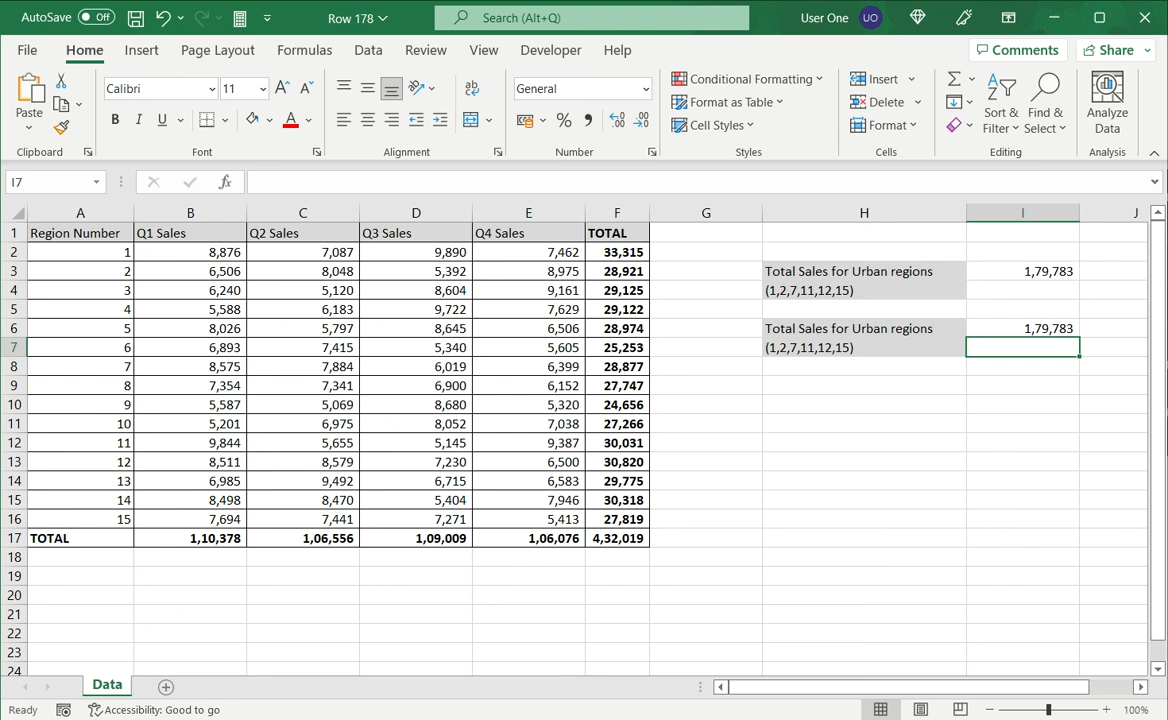 AutoSave Off Row 178 Search (Alt+Q) User One UO
File Home Insert Page Layout Formulas Data Review View Developer Help Comments Share
Paste Calibri 11 A A ab General Conditional Formatting Insert Σ
Format as Table Delete Sort & Find & Analyze
B I U A % Cell Styles Format Filter Select Data
Clipboard Font Alignment Number Styles Cells Editing Analysis
I7 fx
A B C D E F G H I J
1 Region Number Q1 Sales Q2 Sales Q3 Sales Q4 Sales TOTAL
2 1 8,876 7,087 9,890 7,462 33,315
3 2 6,506 8,048 5,392 8,975 28,921 Total Sales for Urban regions 1,79,783
4 3 6,240 5,120 8,604 9,161 29,125 (1,2,7,11,12,15)
5 4 5,588 6,183 9,722 7,629 29,122
6 5 8,026 5,797 8,645 6,506 28,974 Total Sales for Urban regions 1,79,783
7 6 6,893 7,415 5,340 5,605 25,253 (1,2,7,11,12,15)
8 7 8,575 7,884 6,019 6,399 28,877
9 8 7,354 7,341 6,900 6,152 27,747
10 9 5,587 5,069 8,680 5,320 24,656
11 10 5,201 6,975 8,052 7,038 27,266
12 11 9,844 5,655 5,145 9,387 30,031
13 12 8,511 8,579 7,230 6,500 30,820
14 13 6,985 9,492 6,715 6,583 29,775
15 14 8,498 8,470 5,404 7,946 30,318
16 15 7,694 7,441 7,271 5,413 27,819
17 TOTAL 1,10,378 1,06,556 1,09,009 1,06,076 4,32,019
18
19
20
21
22
23
24
Data
Ready Accessibility: Good to go 100%